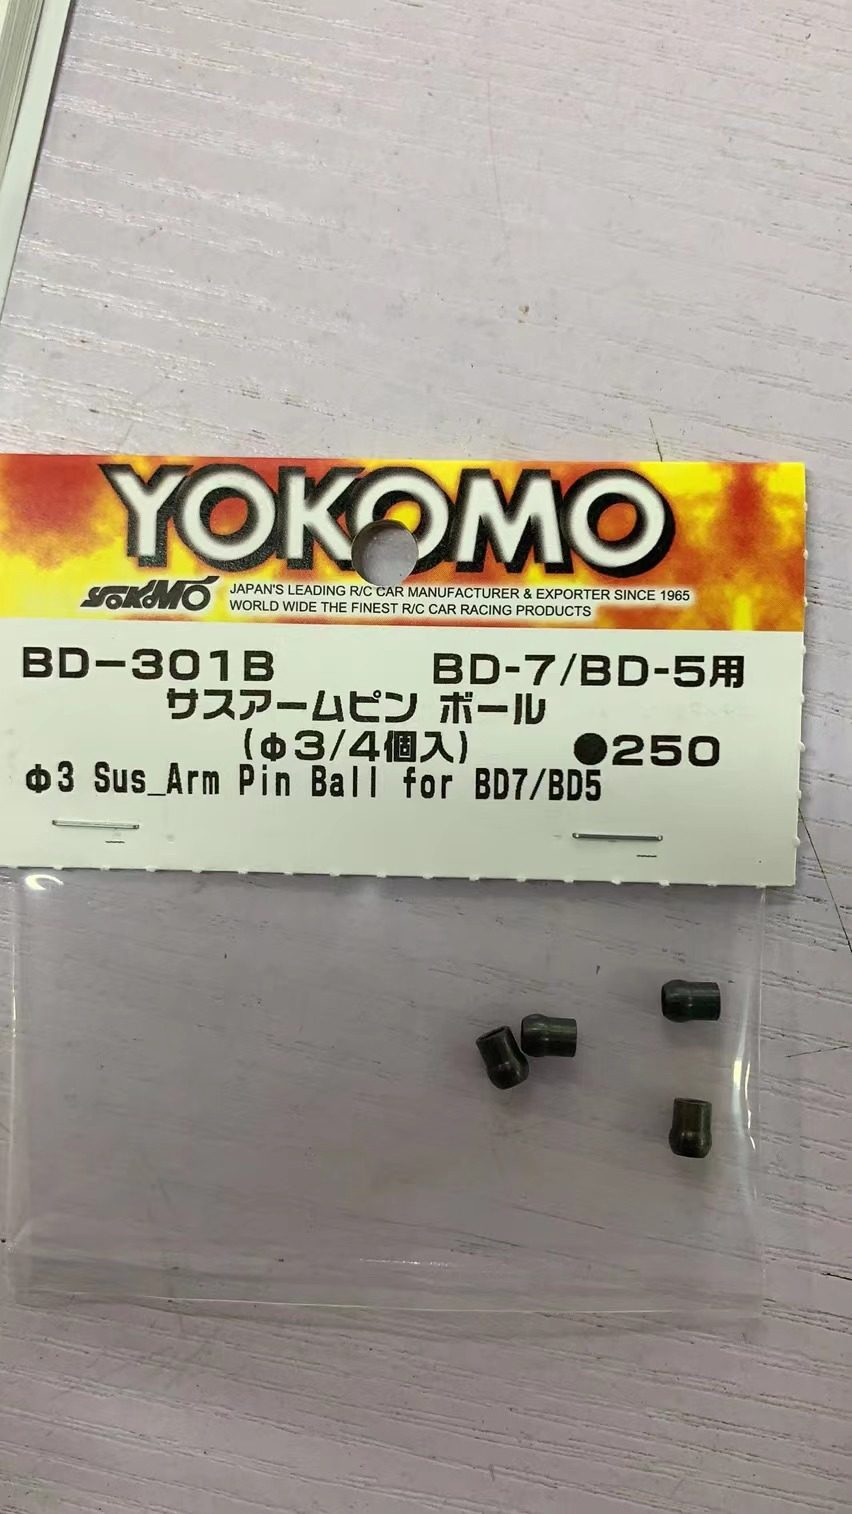 YOKOMO
YOKOMO JAPAN'S LEADING R/C CAR MANUFACTURER & EXPORTER SINCE 1965
WORLD WIDE THE FINEST R/C CAR RACING PRODUCTS
BD-301B BD-7/BD-5用
サスアームピン ボール
(φ3/4個入) ●250
φ3 Sus_Arm Pin Ball for BD7/BD5